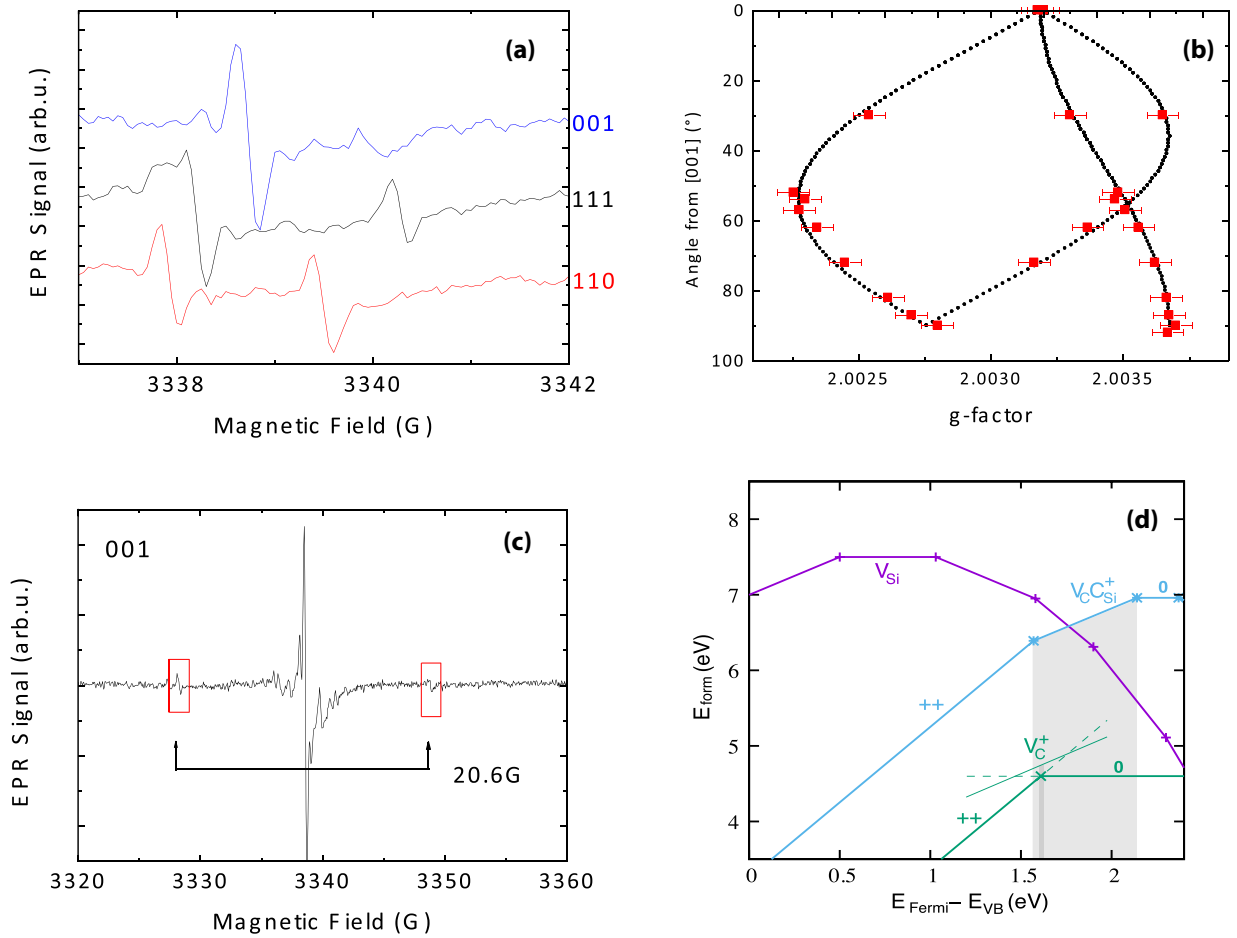 (a)
EPR Signal (arb.u.)
001
111
110
3338 3340 3342
Magnetic Field (G)
(b)
Angle from [001] (°)
0
20
40
60
80
100
2.0025 2.0030 2.0035
g-factor
(c)
001
EPR Signal (arb.u.)
20.6G
3320 3330 3340 3350 3360
Magnetic Field (G)
(d)
E_form (eV)
8
7
6
5
4
V_Si
V_C C_Si^+
0
++
V_C^+
0
++
0 0.5 1 1.5 2
E_Fermi – E_VB (eV)